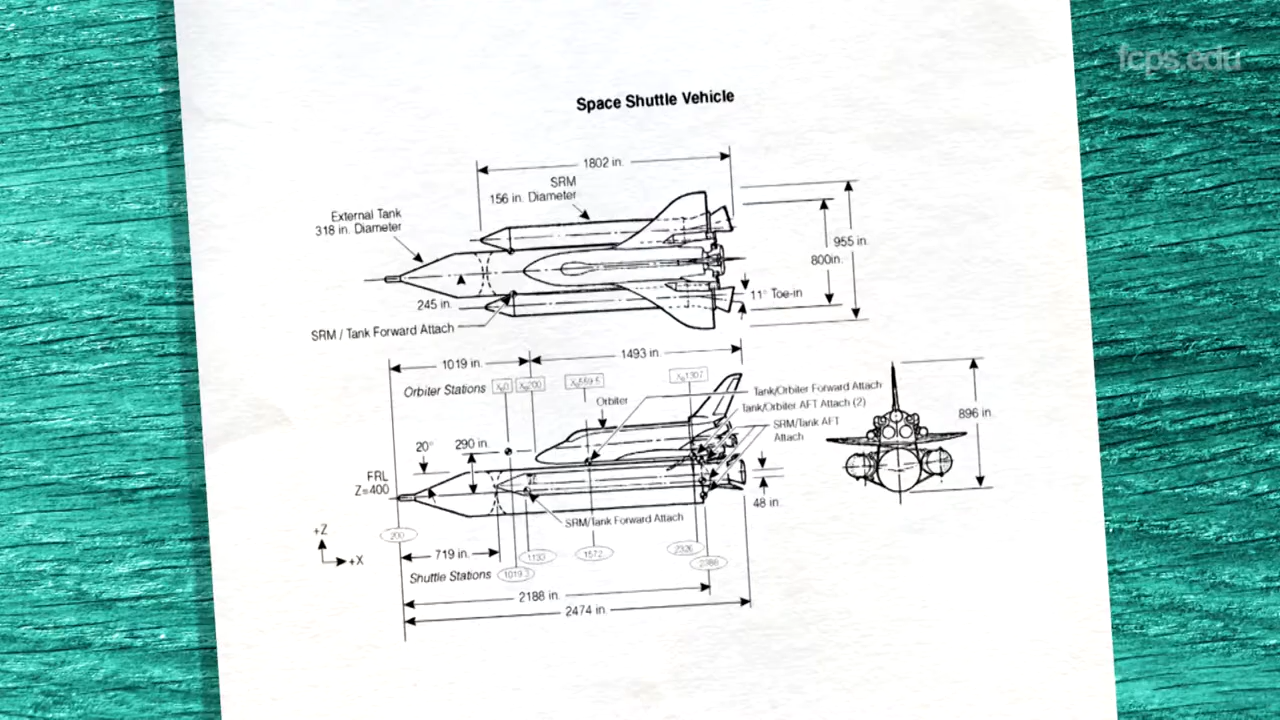 fcps.edu
Space Shuttle Vehicle
1802 in.
SRM
156 in. Diameter
External Tank
318 in. Diameter
955 in.
800in.
245 in.
11° Toe-in
SRM / Tank Forward Attach
1019 in.
1493 in.
Orbiter Stations
Orbiter
Tank/Orbiter Forward Attach
Tank/Orbiter AFT Attach (2)
SRM/Tank AFT
Attach
896 in.
20°
290 in.
FRL
Z=400
48 in.
SRM/Tank Forward Attach
+Z
+X
200
719 in.
1572
2326
Shuttle Stations
1019.3
2188 in.
2474 in.